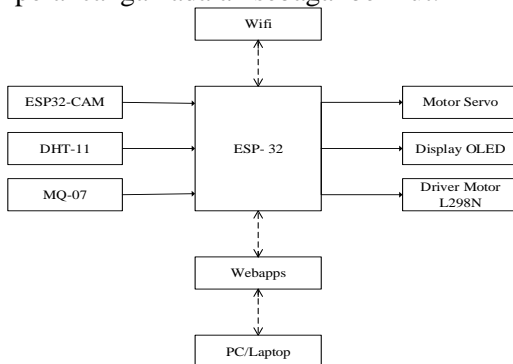 Wifi
ESP32-CAM
DHT-11
MQ-07
ESP- 32
Motor Servo
Display OLED
Driver Motor
L298N
Webapps
PC/Laptop